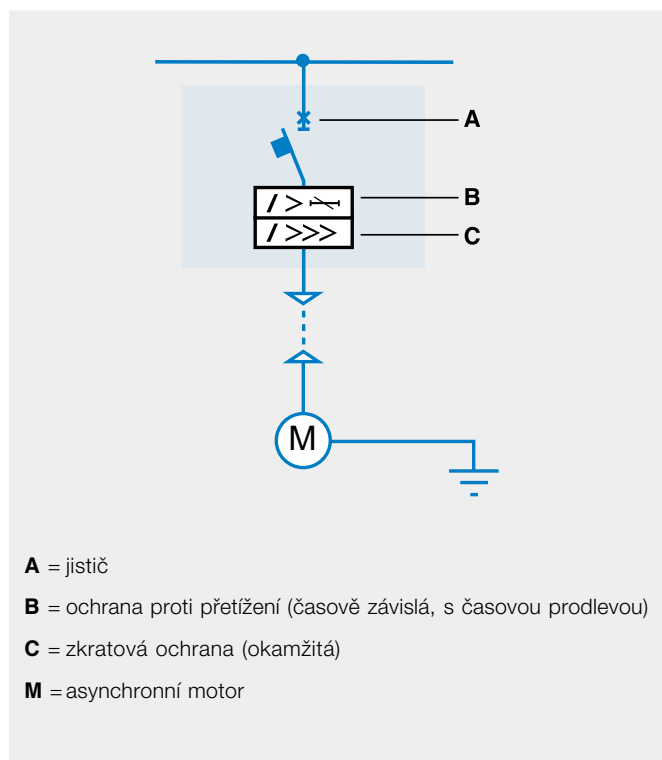 A
I > B
I >>> C
M
A = jistič
B = ochrana proti přetížení (časově závislá, s časovou prodlevou)
C = zkratová ochrana (okamžitá)
M = asynchronní motor